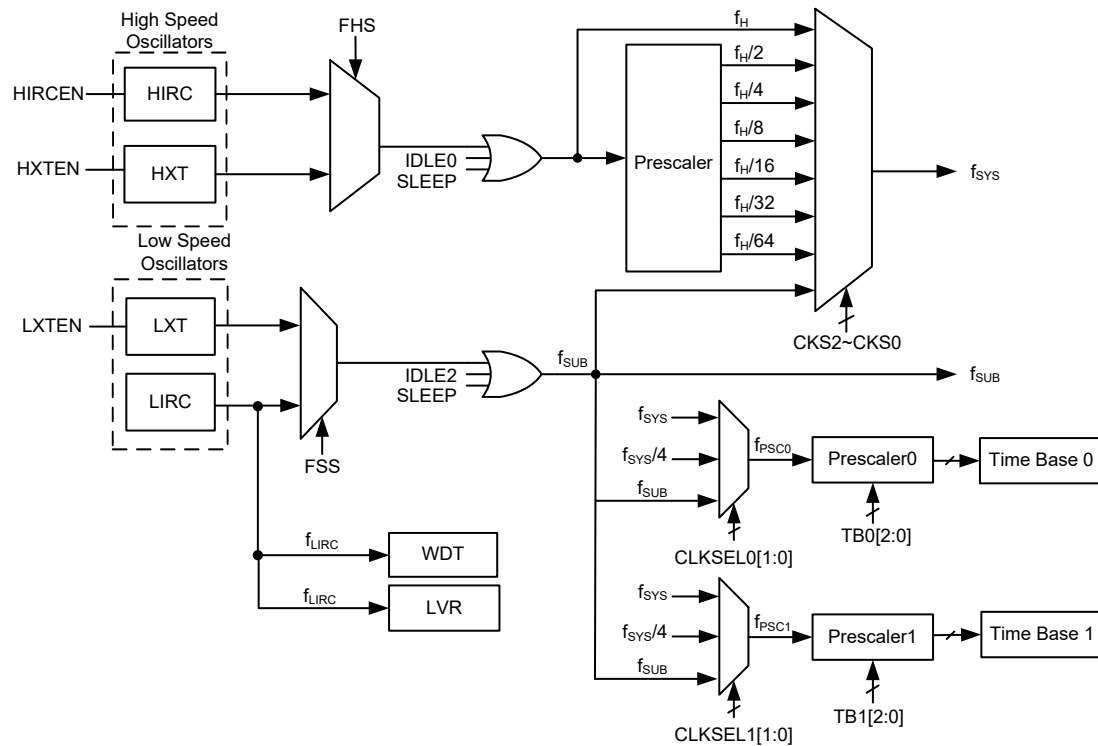 High Speed
Oscillators
FHS
HIRCEN
HIRC
HXTEN
HXT
IDLE0
SLEEP
Prescaler
fH
fH/2
fH/4
fH/8
fH/16
fH/32
fH/64
fSYS
CKS2~CKS0
Low Speed
Oscillators
LXTEN
LXT
LIRC
FSS
IDLE2
SLEEP
fSUB
fSUB
fSYS
fSYS/4
fSUB
fPSC0
Prescaler0
Time Base 0
CLKSEL0[1:0]
TB0[2:0]
fLIRC
WDT
fLIRC
LVR
fSYS
fSYS/4
fSUB
fPSC1
Prescaler1
Time Base 1
CLKSEL1[1:0]
TB1[2:0]